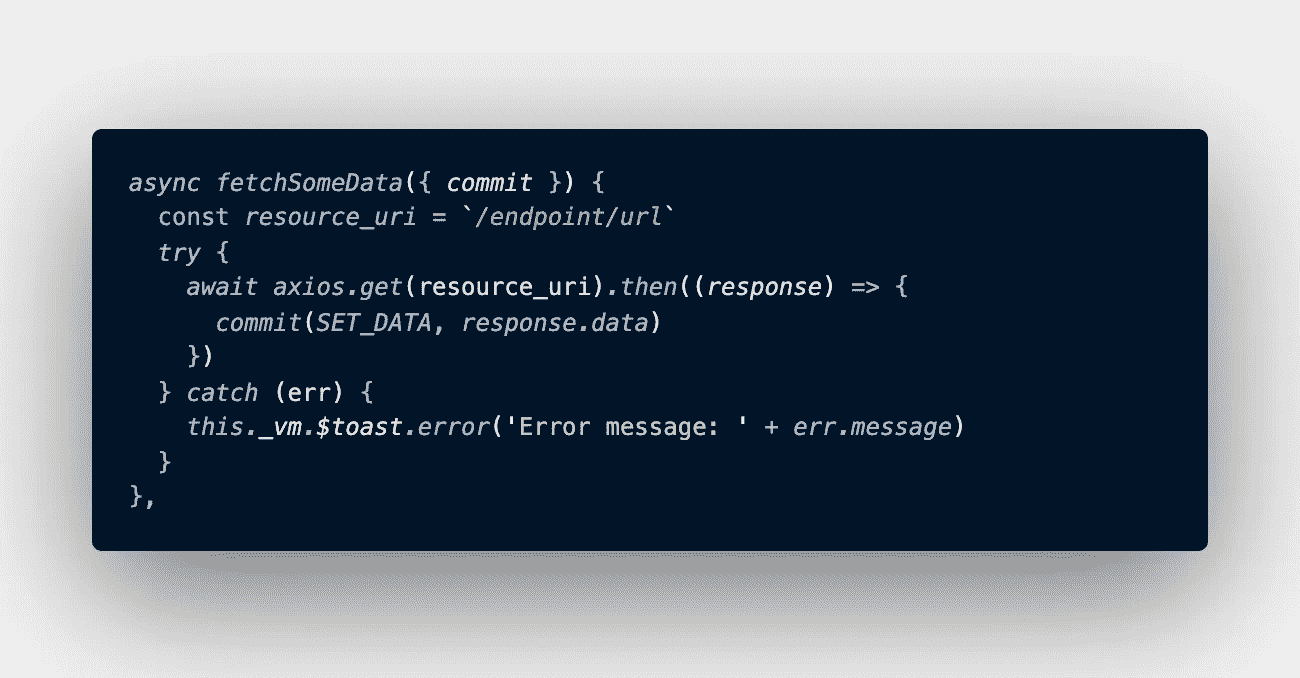 async fetchSomeData({ commit }) {
  const resource_uri = `/endpoint/url`
  try {
    await axios.get(resource_uri).then((response) => {
      commit(SET_DATA, response.data)
    })
  } catch (err) {
    this._vm.$toast.error('Error message: ' + err.message)
  }
},